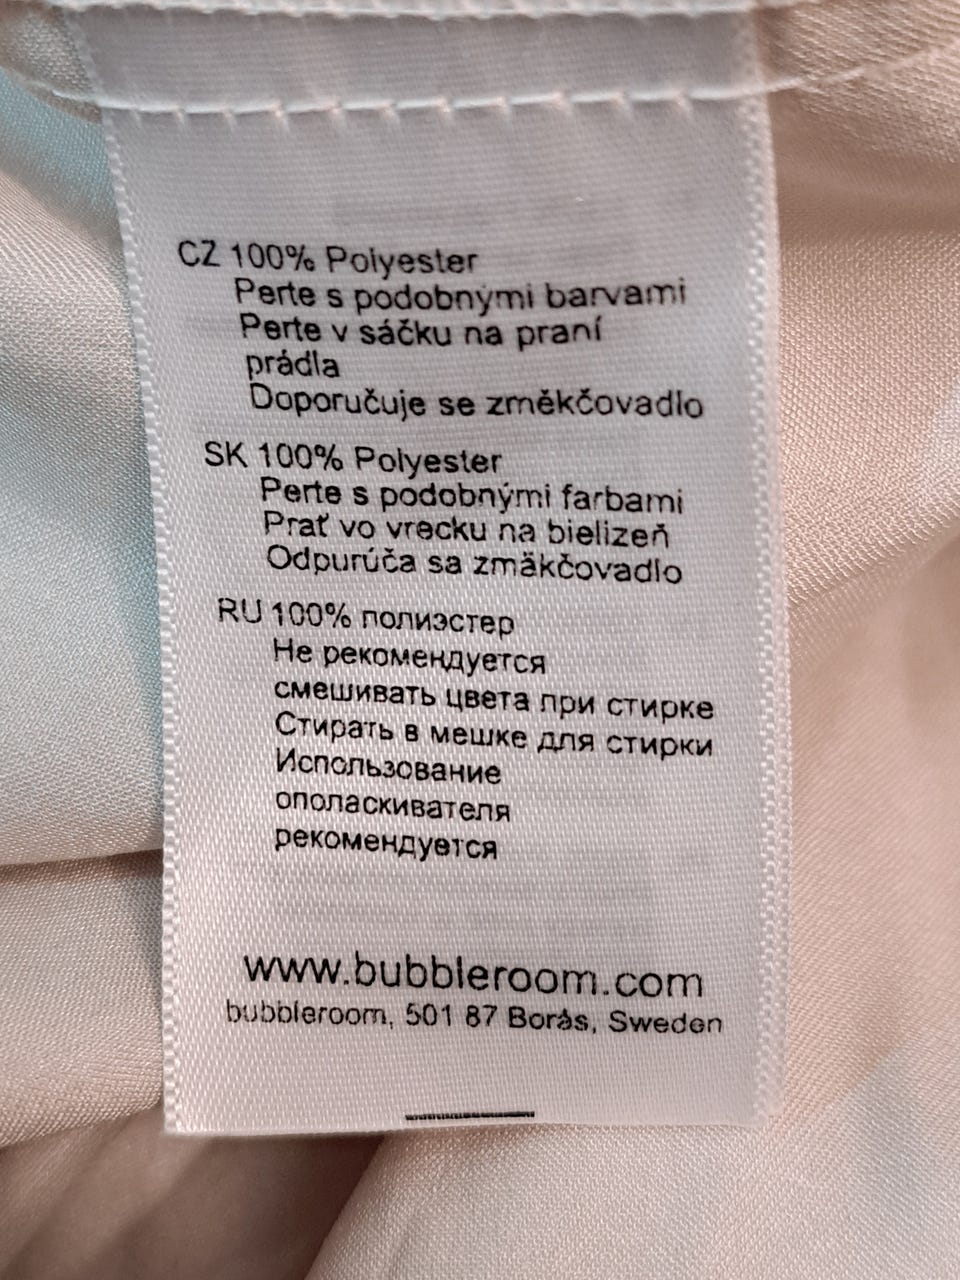 CZ 100% Polyester
Perte s podobnými barvami
Perte v sáčku na praní
prádla
Doporučuje se změkčovadlo
SK 100% Polyester
Perte s podobnými farbami
Prať vo vrecku na bielizeň
Odpurúča sa zmäkčovadlo
RU 100% полиэстер
Не рекомендуется
смешивать цвета при стирке
Стирать в мешке для стирки
Использование
ополаскивателя
рекомендуется
www.bubbleroom.com
bubbleroom, 501 87 Borås, Sweden